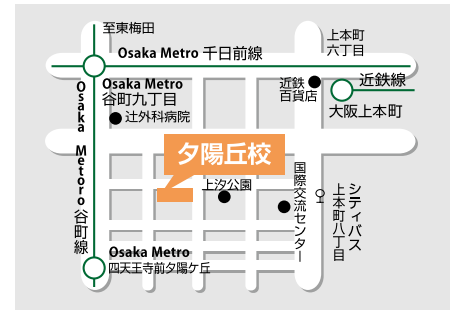 至東梅田
Osaka Metro 千日前線
上本町
六丁目
Osaka Metro
谷町九丁目
近鉄
百貨店
近鉄線
大阪上本町
辻外科病院
夕陽丘校
上汐公園
国際交流センター
シティバス
上本町八丁目
Osaka Metoro 谷町線
Osaka Metro
四天王寺前夕陽ケ丘